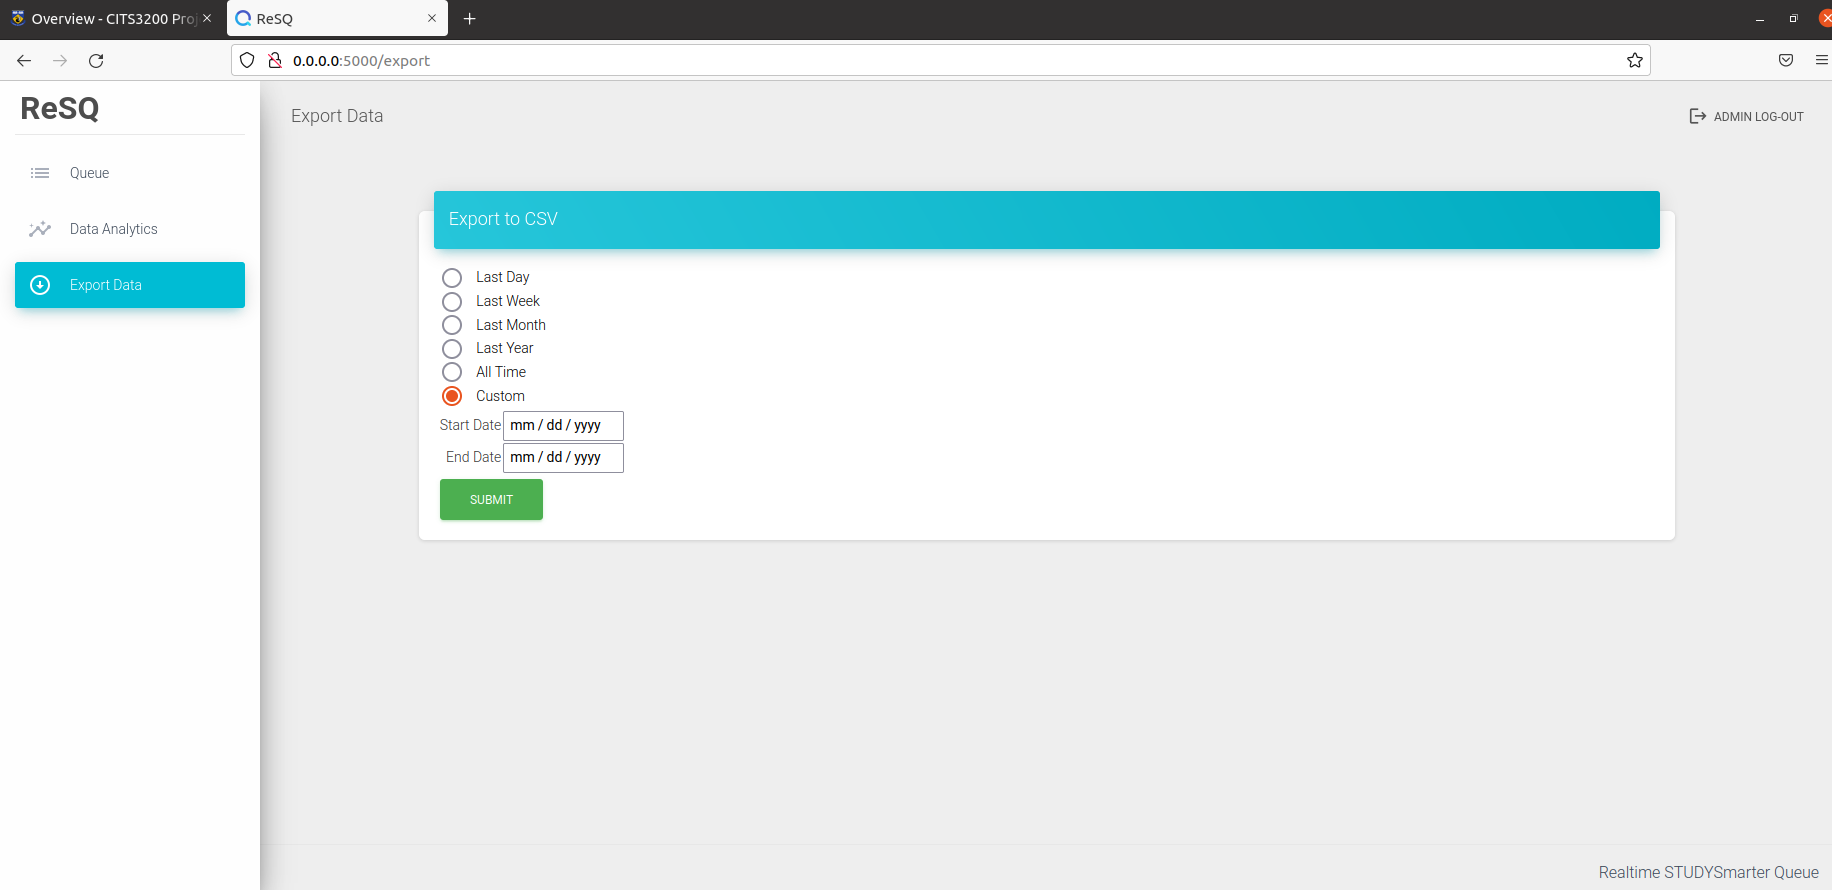 Overview - CITS3200 Proj
ReSQ
0.0.0.0:5000/export
ReSQ
Queue
Data Analytics
Export Data
Export Data
ADMIN LOG-OUT
Export to CSV
Last Day
Last Week
Last Month
Last Year
All Time
Custom
Start Date mm / dd / yyyy
End Date mm / dd / yyyy
SUBMIT
Realtime STUDYSmarter Queue